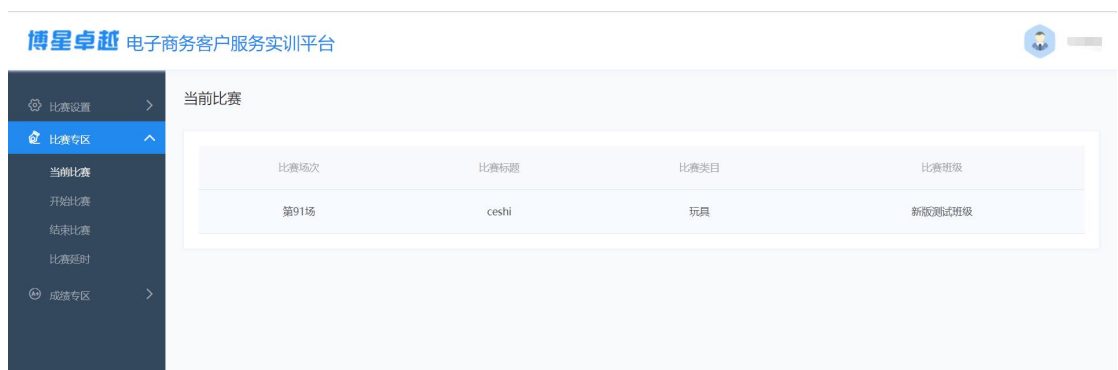 博星卓越 电子商务客户服务实训平台
比赛设置
比赛专区
当前比赛
开始比赛
结束比赛
比赛延时
成绩专区
当前比赛
比赛场次 比赛标题 比赛类目 比赛班级
第91场 ceshi 玩具 新版测试班级